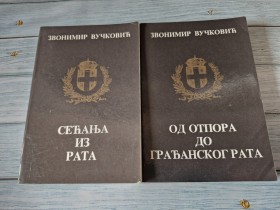 ЗВОНИМИР ВУЧКОВИЋ
СЕЋАЊА
ИЗ
РАТА
ЗВОНИМИР ВУЧКОВИЋ
ОД ОТПОРА
ДО
ГРАЂАНСКОГ РАТА